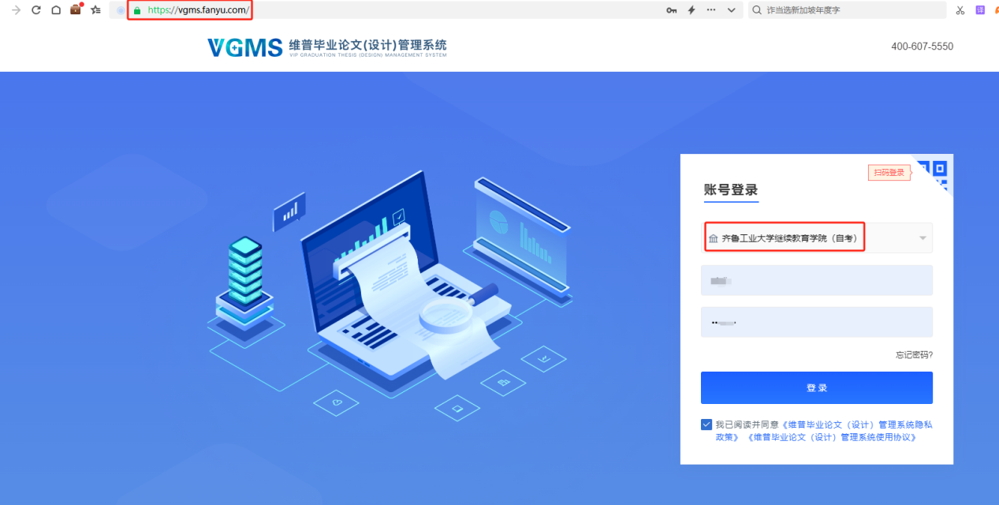 https://vgms.fanyu.com/
诈当选新加坡年度字
译
VGMS 维普毕业论文(设计)管理系统
VIP GRADUATION THESIS (DESIGN) MANAGEMENT SYSTEM
400-607-5550
扫码登录
账号登录
齐鲁工业大学继续教育学院（自考）
忘记密码?
登录
我已阅读并同意《维普毕业论文（设计）管理系统隐私
政策》 《维普毕业论文（设计）管理系统使用协议》